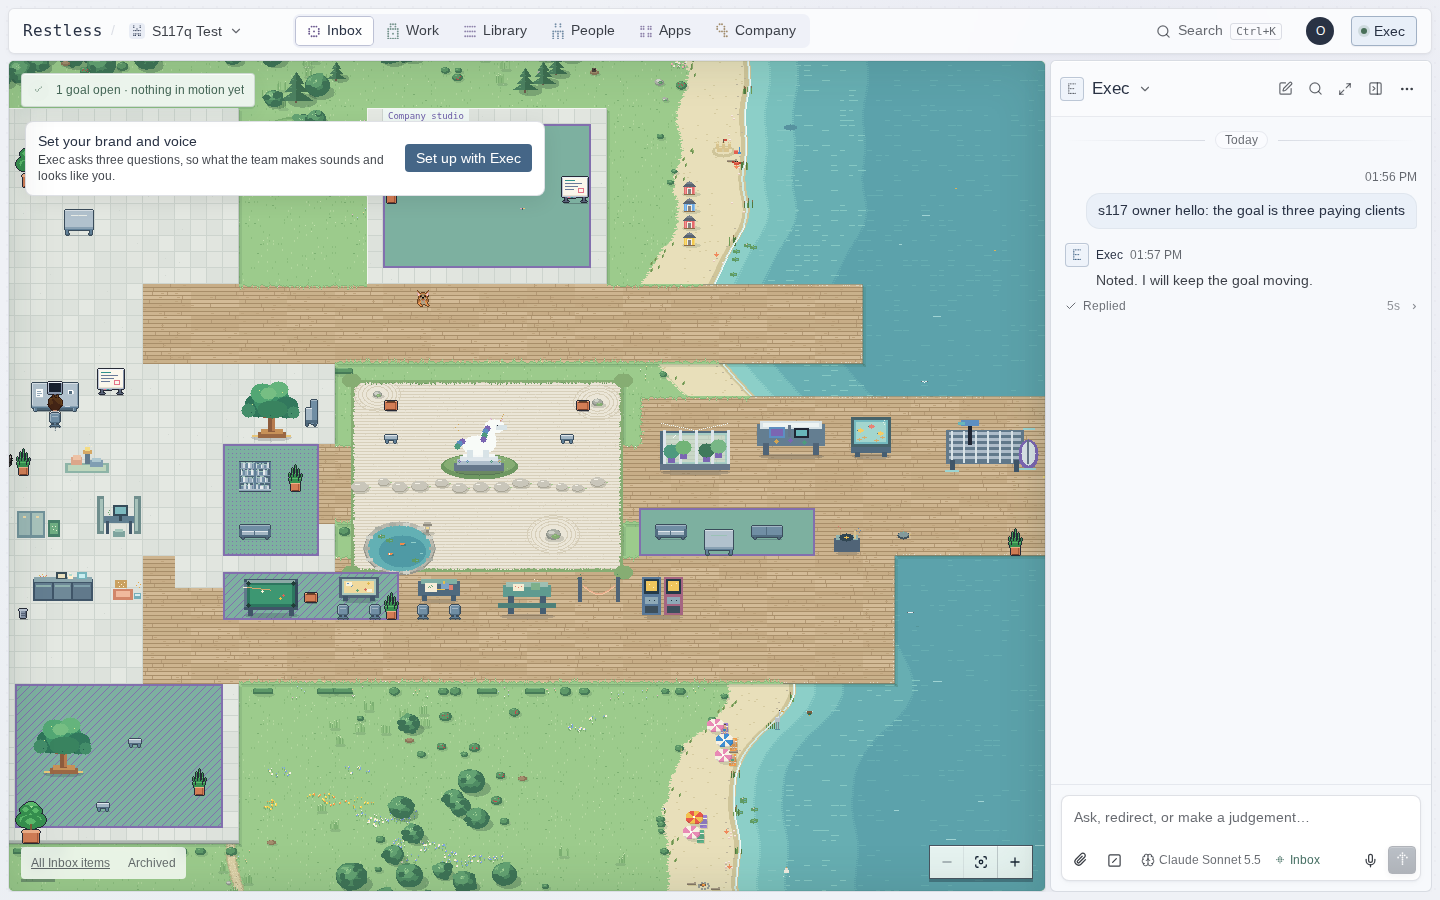 Restless
/
S117q Test
Inbox
Work
Library
People
Apps
Company
Search
Ctrl+K
O
Exec
1 goal open · nothing in motion yet
Company studio
Set your brand and voice
Exec asks three questions, so what the team makes sounds and
looks like you.
Set up with Exec
All Inbox items
Archived
E
Exec
Today
01:56 PM
s117 owner hello: the goal is three paying clients
E
Exec
01:57 PM
Noted. I will keep the goal moving.
Replied
5s
Ask, redirect, or make a judgement…
Claude Sonnet 5.5
Inbox